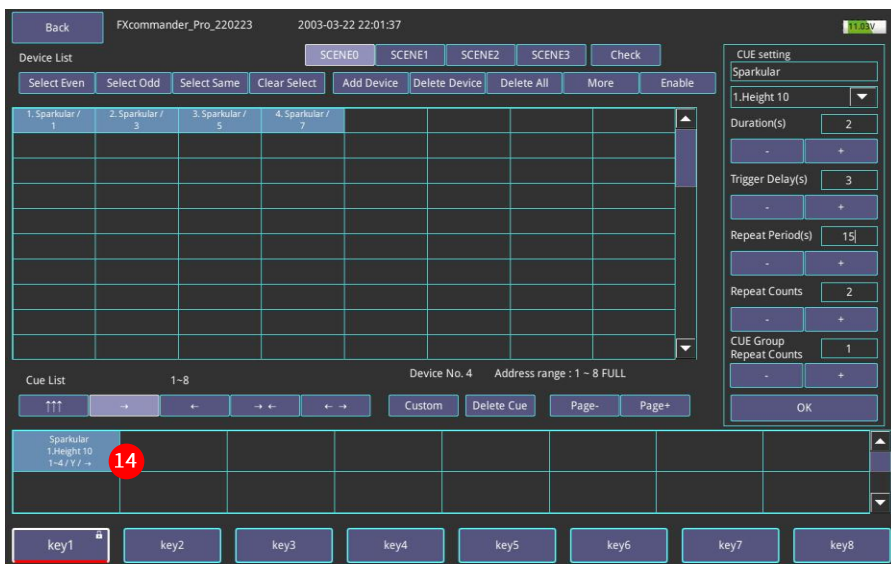 Back
FXcommander_Pro_220223
2003-03-22 22:01:37
11.03V
Device List
SCENE0
SCENE1
SCENE2
SCENE3
Check
Select Even
Select Odd
Select Same
Clear Select
Add Device
Delete Device
Delete All
More
Enable
1. Sparkular /
1
2. Sparkular /
3
3. Sparkular /
5
4. Sparkular /
7
CUE setting
Sparkular
1.Height 10
Duration(s)
2
-
+
Trigger Delay(s)
3
-
+
Repeat Period(s)
15
-
+
Repeat Counts
2
-
+
CUE Group
Repeat Counts
1
-
+
OK
Cue List
1~8
Device No. 4
Address range : 1 ~ 8 FULL
↑↑↑
→
←
→ ←
← →
Custom
Delete Cue
Page-
Page+
Sparkular
1.Height 10
1~4 / Y / →
14
key1
key2
key3
key4
key5
key6
key7
key8